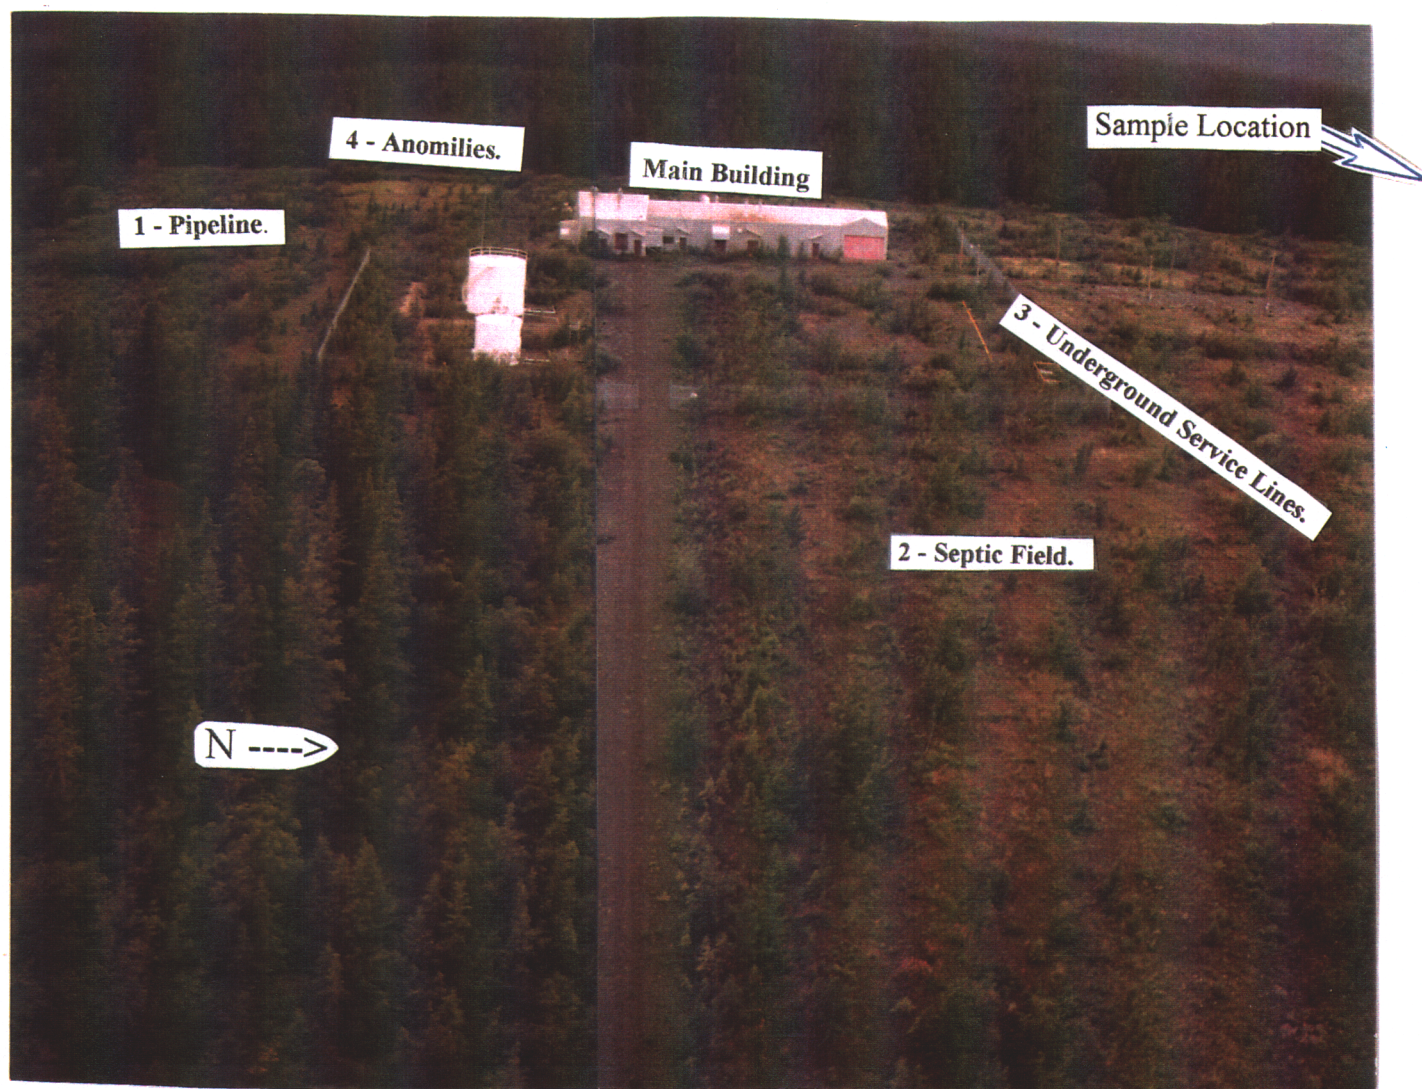 Sample Location
4 - Anomilies.
Main Building
1 - Pipeline.
3 - Underground Service Lines.
2 - Septic Field.
N ---->